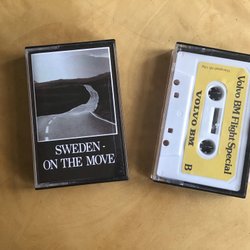 SWEDEN -
ON THE MOVE
Volvo BM Flight Special
VOLVO BM
B